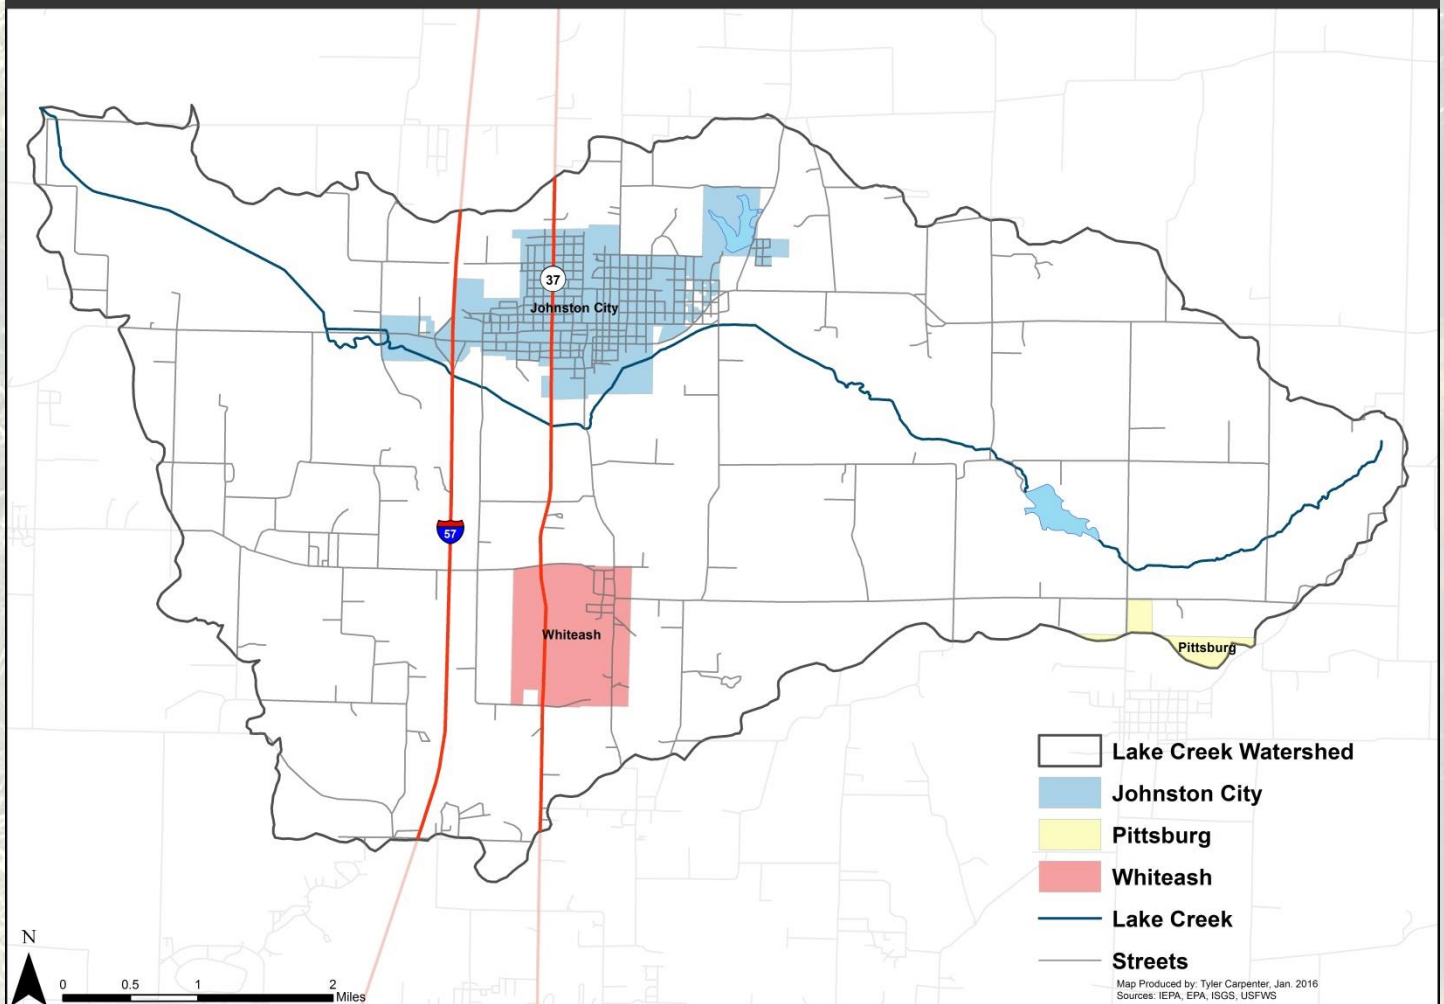 37
Johnston City
57
Whiteash
Pittsburg
Lake Creek Watershed
Johnston City
Pittsburg
Whiteash
Lake Creek
Streets
N
0 0.5 1 2
Miles
Map Produced by: Tyler Carpenter, Jan. 2016
Sources: IEPA, EPA, ISGS, USFWS